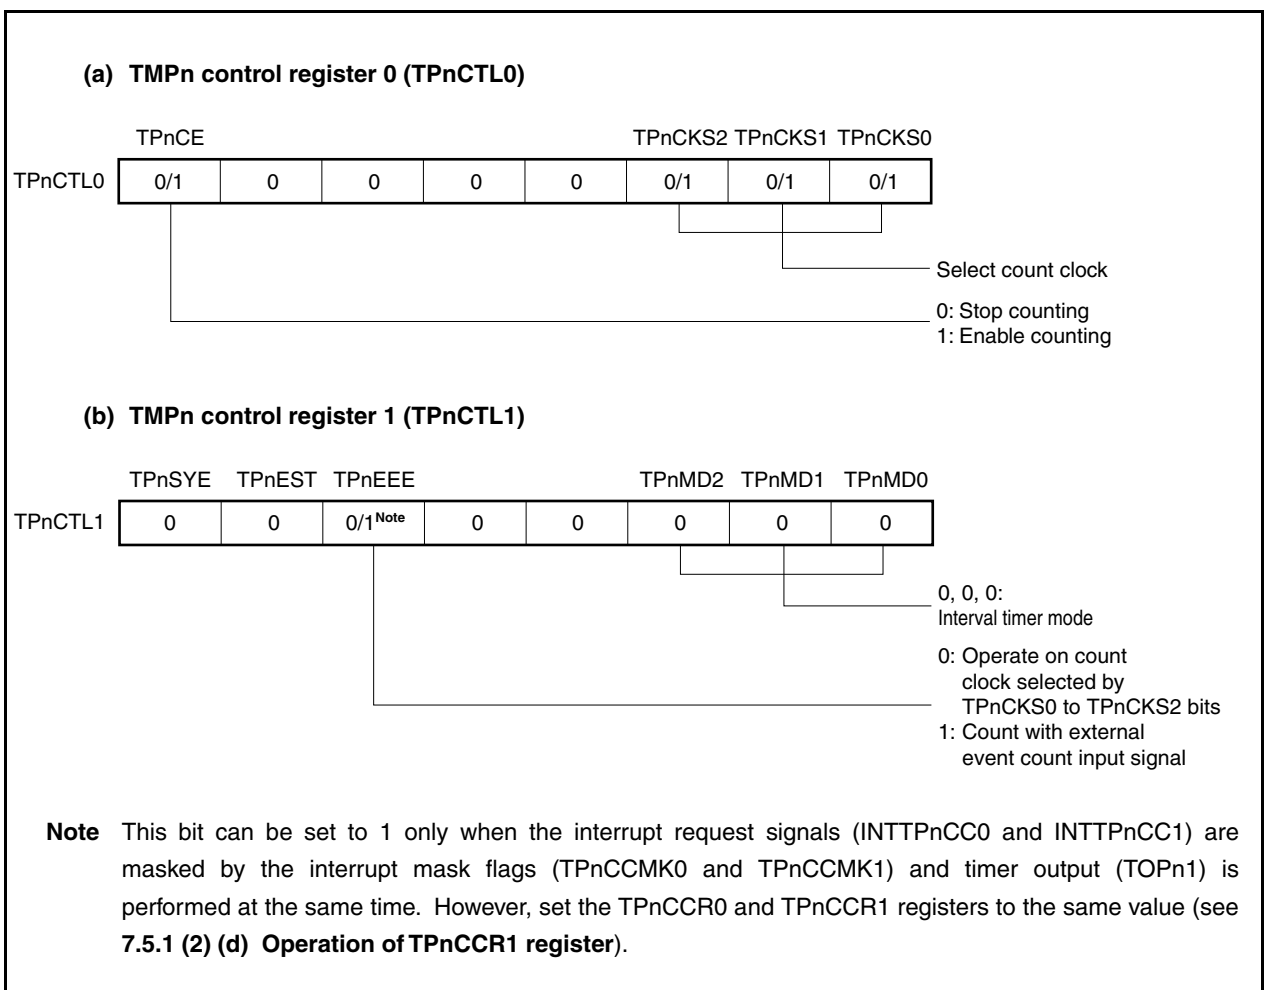 (a) TMPn control register 0 (TPnCTL0)
TPnCE TPnCKS2 TPnCKS1 TPnCKS0
TPnCTL0 0/1 0 0 0 0 0/1 0/1 0/1
Select count clock
0: Stop counting
1: Enable counting
(b) TMPn control register 1 (TPnCTL1)
TPnSYE TPnEST TPnEEE TPnMD2 TPnMD1 TPnMD0
TPnCTL1 0 0 0/1Note 0 0 0 0 0
0, 0, 0:
Interval timer mode
0: Operate on count
clock selected by
TPnCKS0 to TPnCKS2 bits
1: Count with external
event count input signal
Note This bit can be set to 1 only when the interrupt request signals (INTTPnCC0 and INTTPnCC1) are
masked by the interrupt mask flags (TPnCCMK0 and TPnCCMK1) and timer output (TOPn1) is
performed at the same time. However, set the TPnCCR0 and TPnCCR1 registers to the same value (see
7.5.1 (2) (d) Operation of TPnCCR1 register).